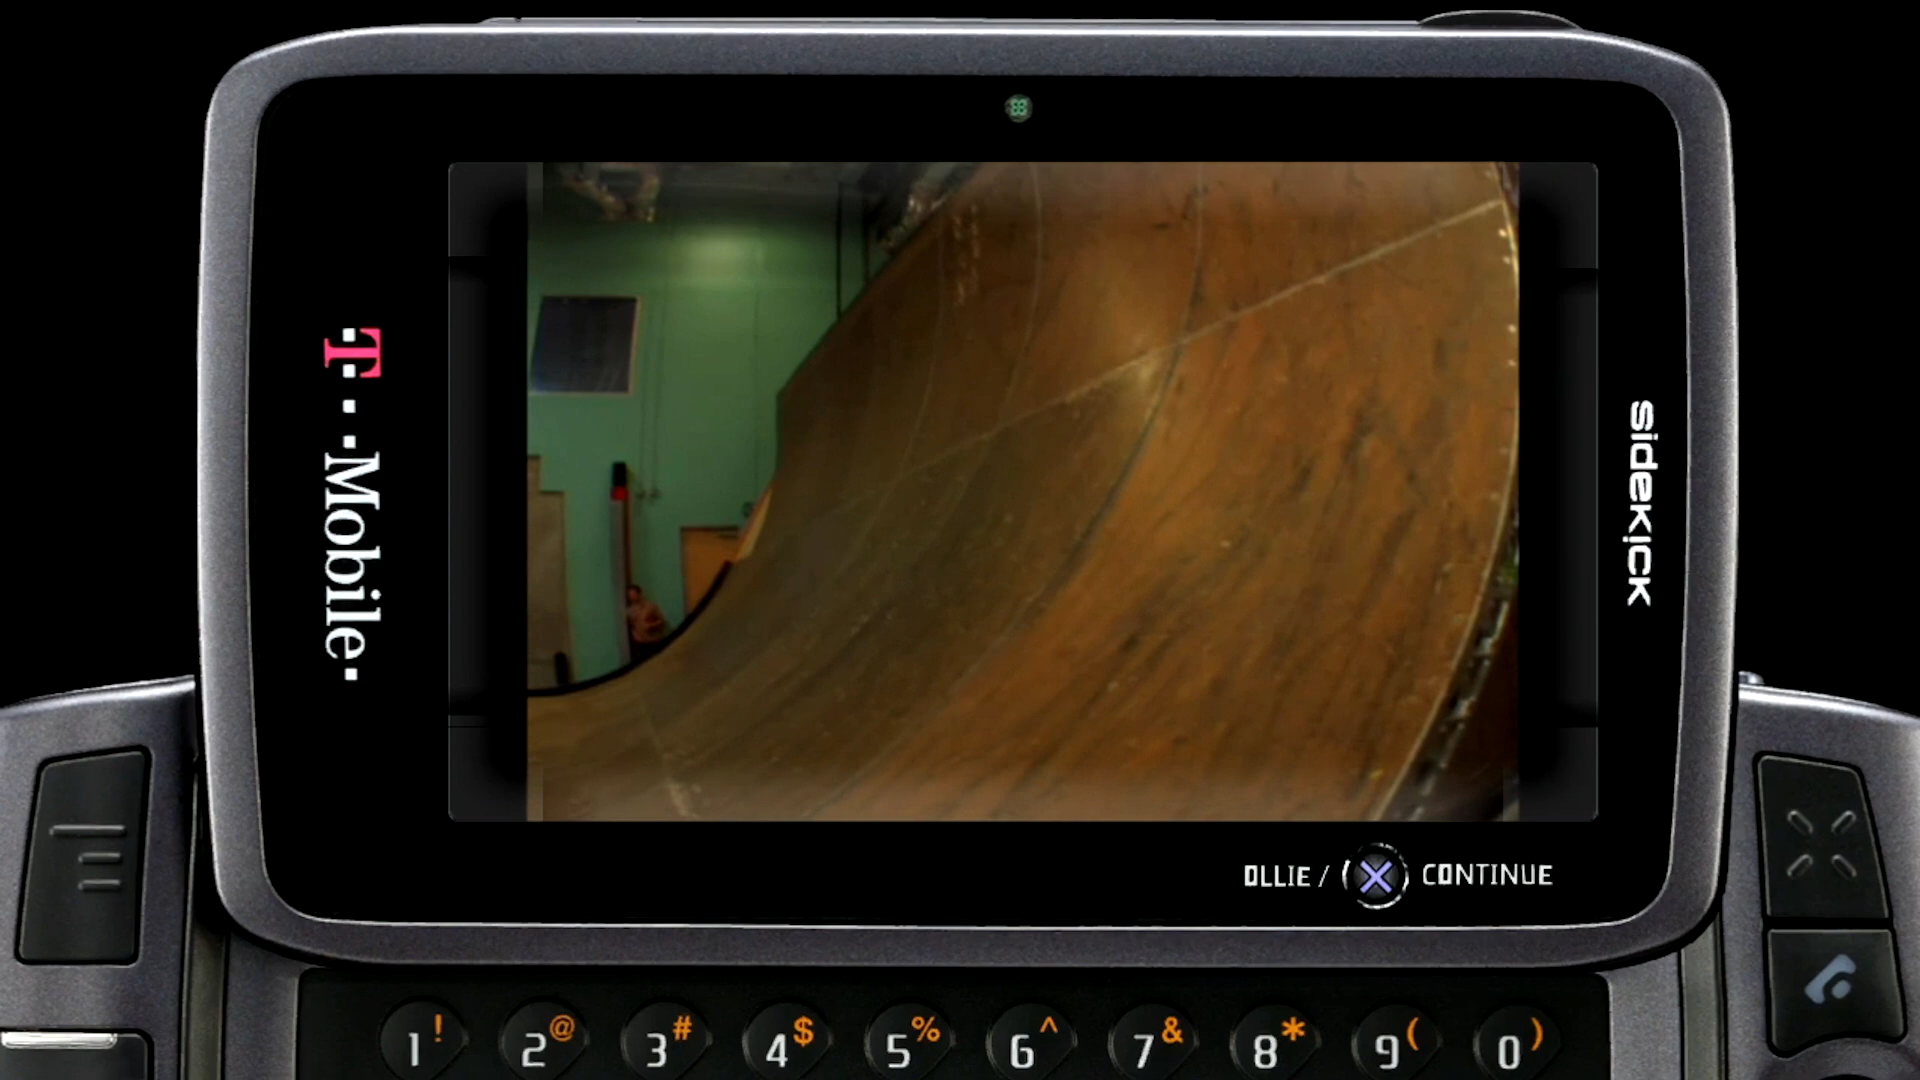 T··Mobile·
sidekick
OLLIE / CONTINUE
1! 2@ 3# 4$ 5% 6^ 7& 8* 9( 0)